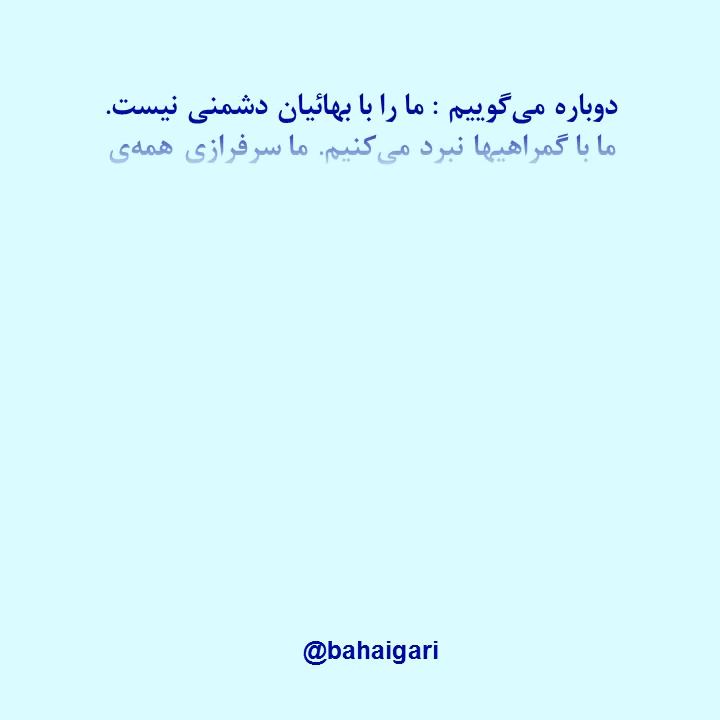 دوباره می‌گوییم : ما را با بهائیان دشمنی نیست.
ما با گمراهیها نبرد می‌کنیم. ما سرفرازی همه‌ی
@bahaigari